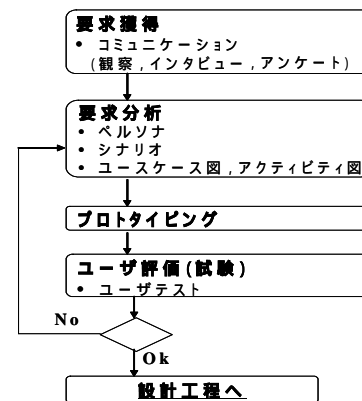 要求獲得
• コミュニケーション
(観察,インタビュー,アンケート)
要求分析
• ペルソナ
• シナリオ
• ユースケース図,アクティビティ図
プロトタイピング
ユーザ評価(試験)
• ユーザテスト
No
Ok
設計工程へ